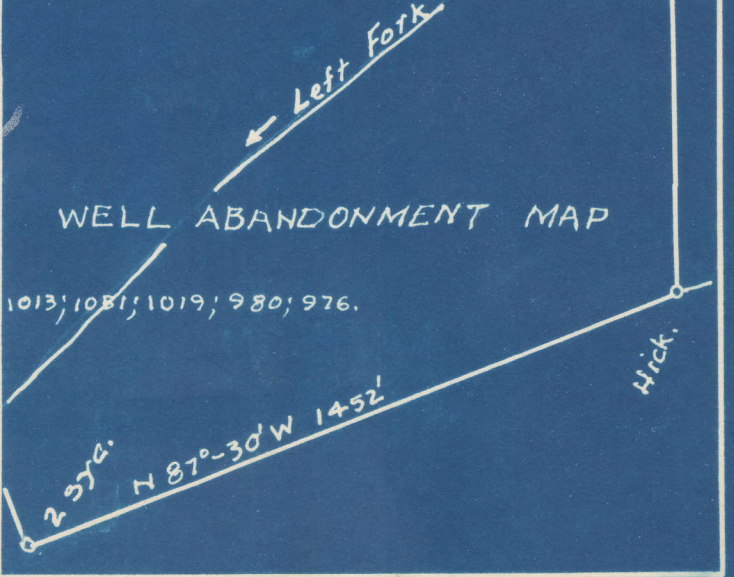 Left Fork
WELL ABANDONMENT MAP
1013; 1081; 1019; 980; 976.
Hick.
N 87°-30' W 1452'
2 Syc.